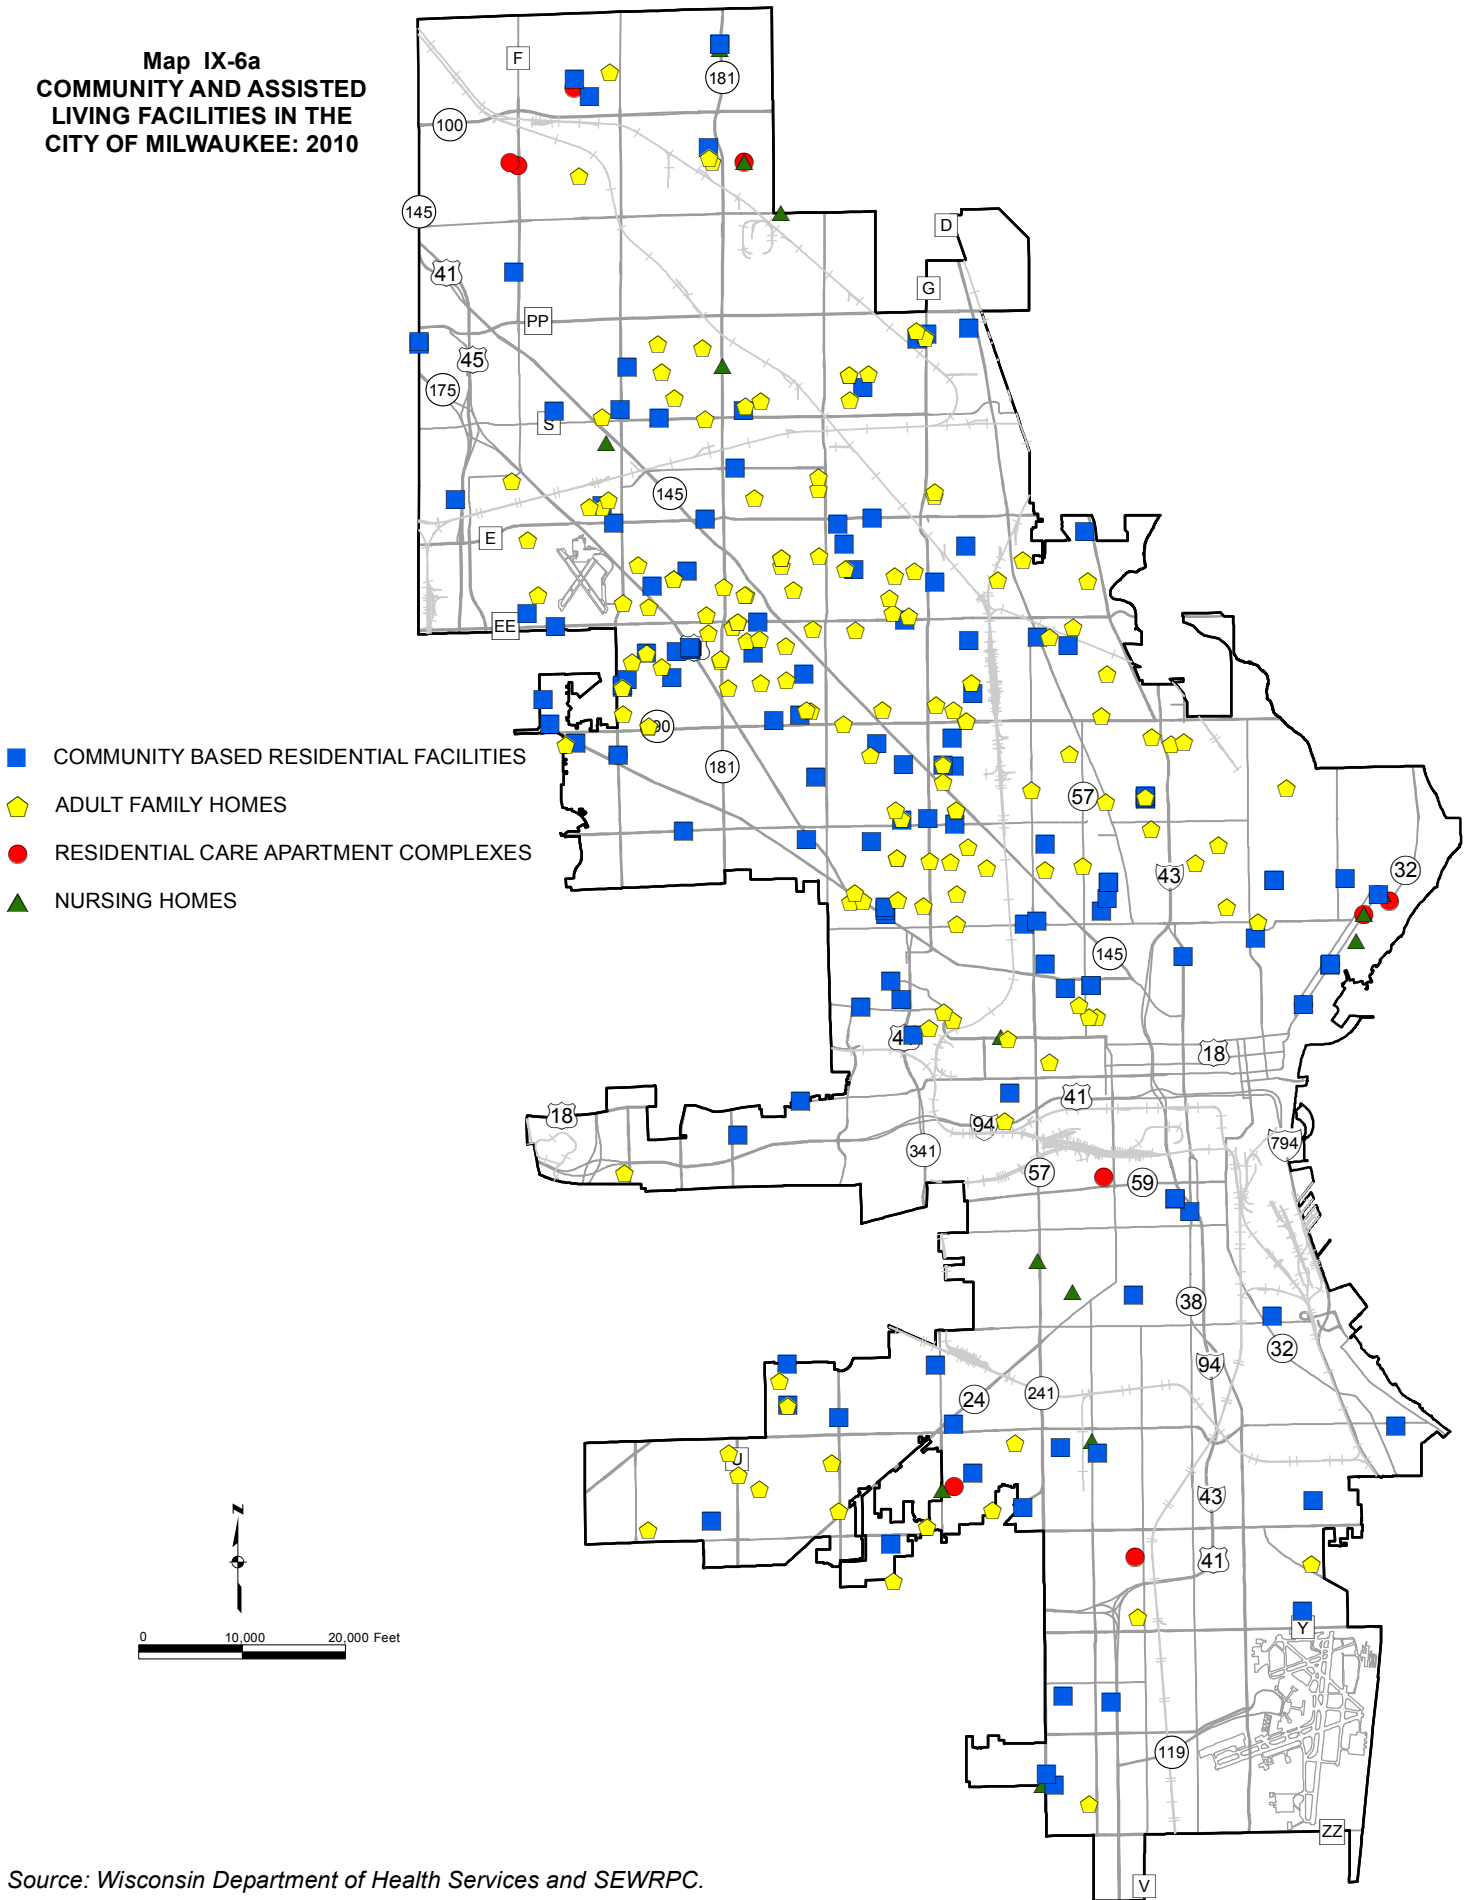 Map IX-6a
COMMUNITY AND ASSISTED
LIVING FACILITIES IN THE
CITY OF MILWAUKEE: 2010
F
181
100
145
D
41
G
PP
45
175
S
145
E
EE
181
57
COMMUNITY BASED RESIDENTIAL FACILITIES
ADULT FAMILY HOMES
RESIDENTIAL CARE APARTMENT COMPLEXES
NURSING HOMES
43
32
145
18
41
18
94
794
341
57
59
38
32
94
24
241
43
41
N
0 10,000 20,000 Feet
Y
119
ZZ
V
Source: Wisconsin Department of Health Services and SEWRPC.